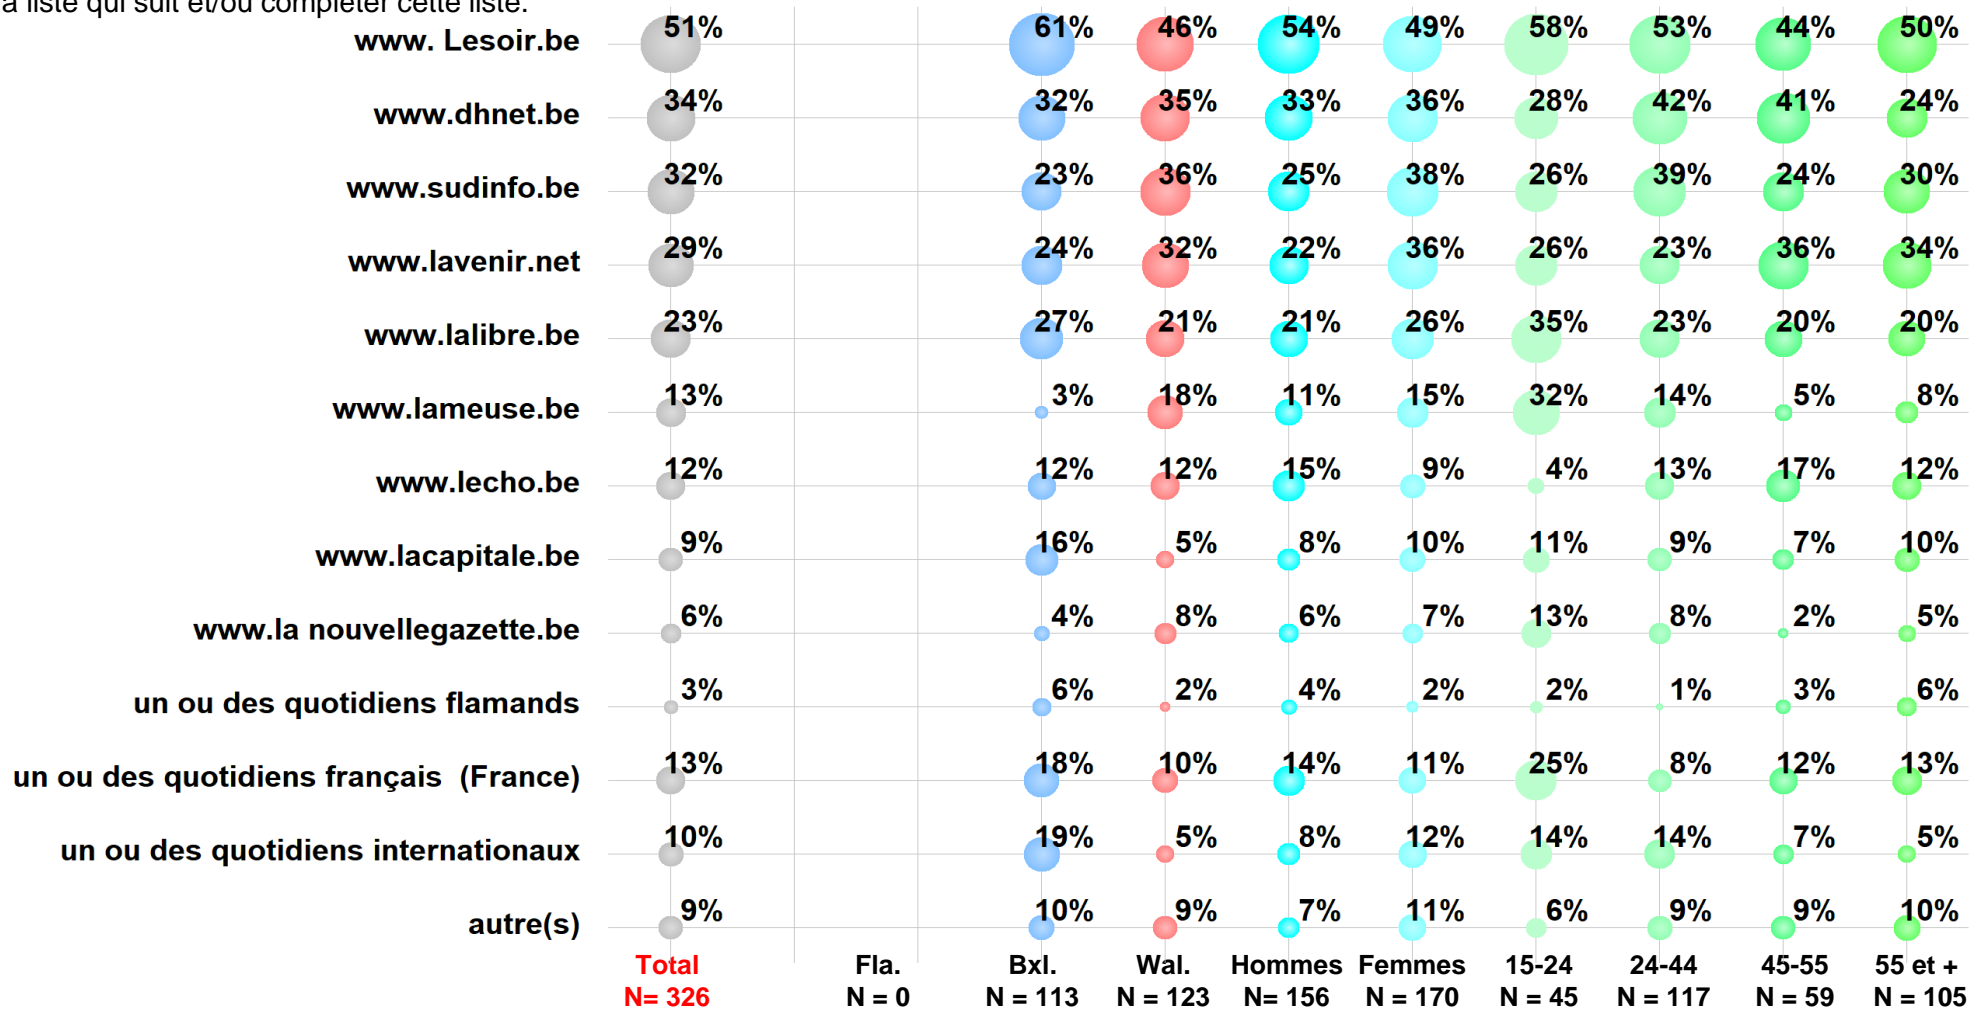 a liste qui suit et/ou compléter cette liste.
www. Lesoir.be 51% 61% 46% 54% 49% 58% 53% 44% 50%
www.dhnet.be 34% 32% 35% 33% 36% 28% 42% 41% 24%
www.sudinfo.be 32% 23% 36% 25% 38% 26% 39% 24% 30%
www.lavenir.net 29% 24% 32% 22% 36% 26% 23% 36% 34%
www.lalibre.be 23% 27% 21% 21% 26% 35% 23% 20% 20%
www.lameuse.be 13% 3% 18% 11% 15% 32% 14% 5% 8%
www.lecho.be 12% 12% 12% 15% 9% 4% 13% 17% 12%
www.lacapitale.be 9% 16% 5% 8% 10% 11% 9% 7% 10%
www.la nouvellegazette.be 6% 4% 8% 6% 7% 13% 8% 2% 5%
un ou des quotidiens flamands 3% 6% 2% 4% 2% 2% 1% 3% 6%
un ou des quotidiens français (France) 13% 18% 10% 14% 11% 25% 8% 12% 13%
un ou des quotidiens internationaux 10% 19% 5% 8% 12% 14% 14% 7% 5%
autre(s) 9% 10% 9% 7% 11% 6% 9% 9% 10%
Total Fla. Bxl. Wal. Hommes Femmes 15-24 24-44 45-55 55 et +
N= 326 N = 0 N = 113 N = 123 N= 156 N = 170 N = 45 N = 117 N = 59 N = 105